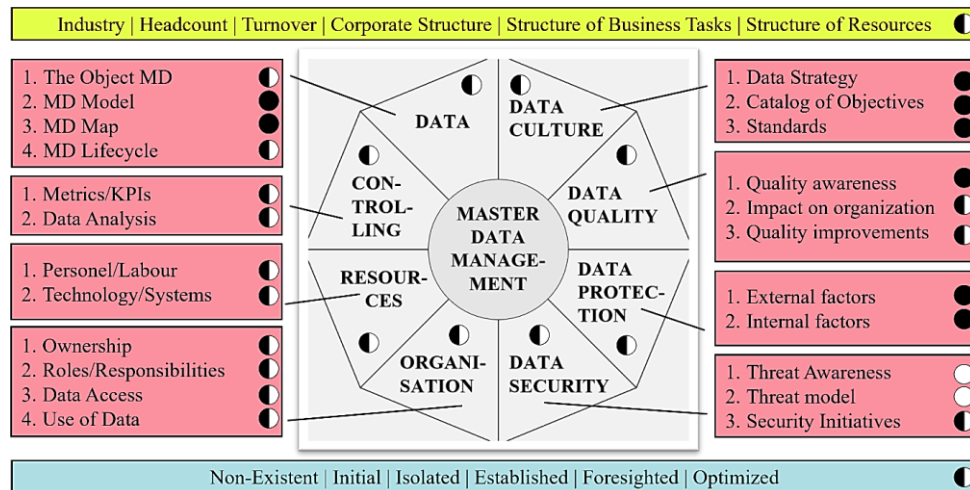 Industry | Headcount | Turnover | Corporate Structure | Structure of Business Tasks | Structure of Resources
1. The Object MD
2. MD Model
3. MD Map
4. MD Lifecycle
1. Metrics/KPIs
2. Data Analysis
1. Personel/Labour
2. Technology/Systems
1. Ownership
2. Roles/Responsibilities
3. Data Access
4. Use of Data
DATA
DATA
CULTURE
CON-
TROL-
LING
DATA
QUALITY
MASTER
DATA
MANAGE-
MENT
RESOUR-
CES
DATA
PROTEC-
TION
ORGANI-
SATION
DATA
SECURITY
1. Data Strategy
2. Catalog of Objectives
3. Standards
1. Quality awareness
2. Impact on organization
3. Quality improvements
1. External factors
2. Internal factors
1. Threat Awareness
2. Threat model
3. Security Initiatives
Non-Existent | Initial | Isolated | Established | Foresighted | Optimized